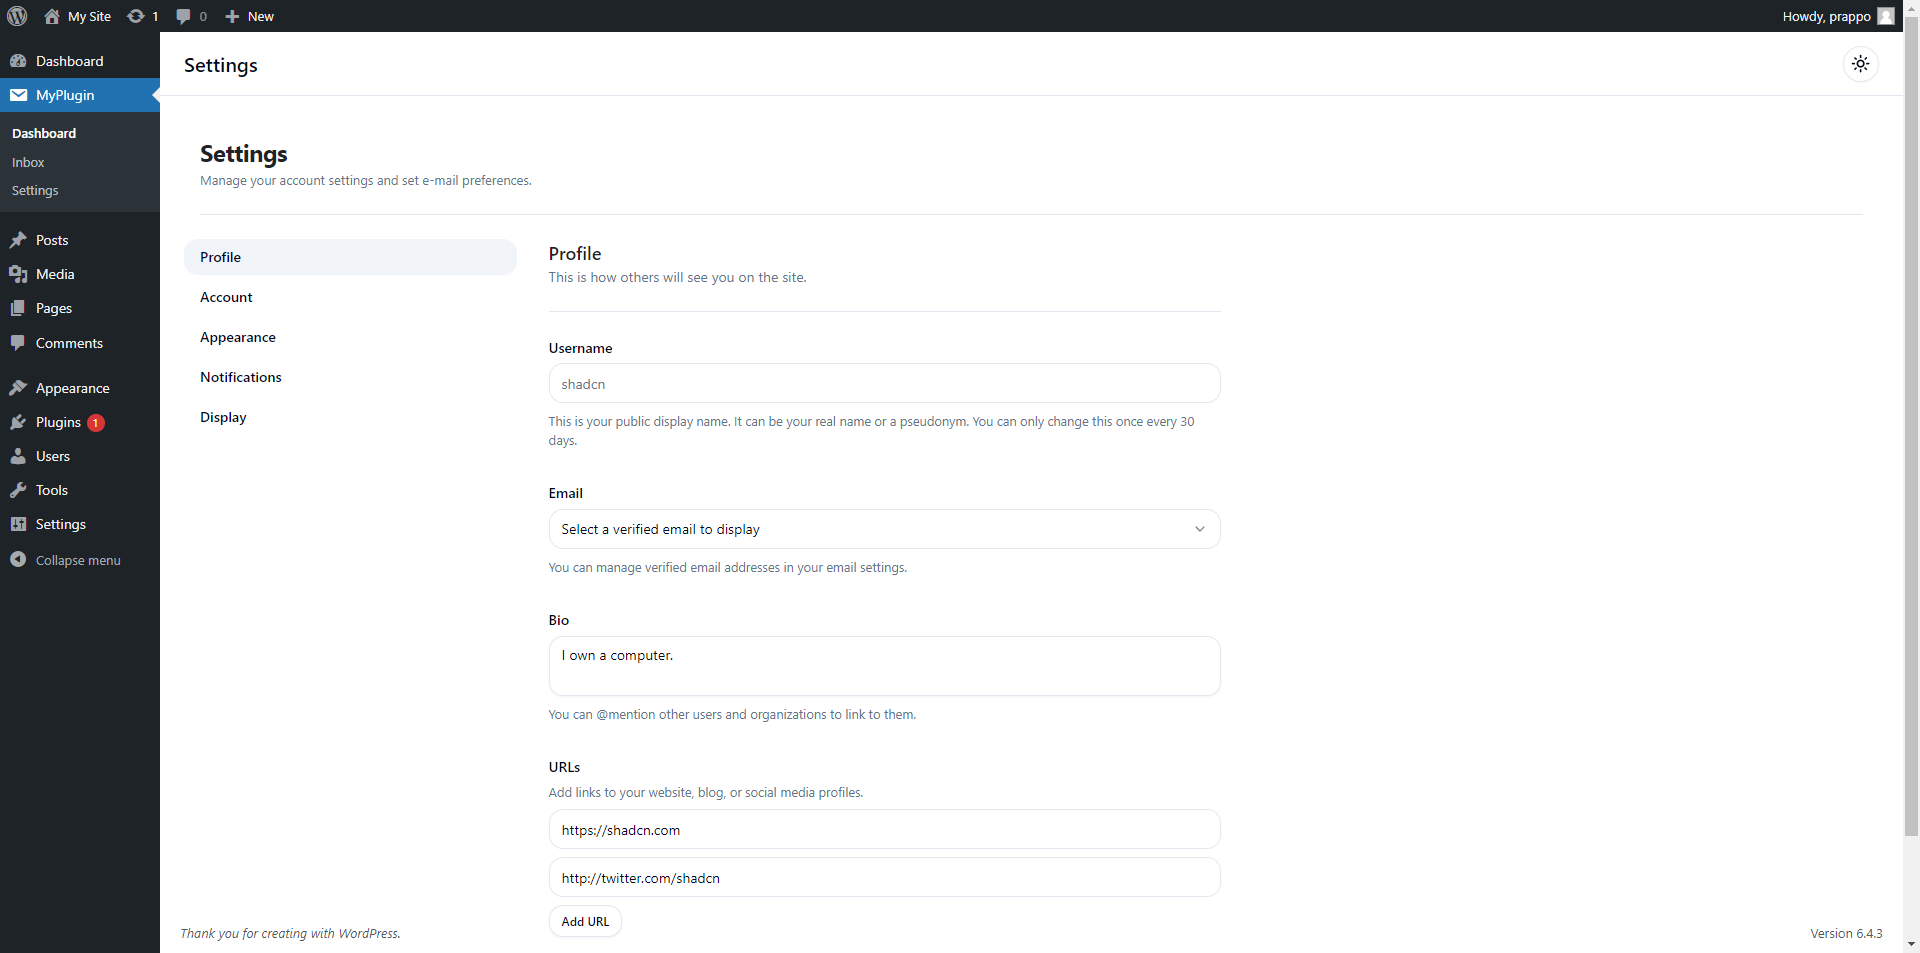 My Site
1
0
New
Howdy, prappo
Dashboard
MyPlugin
Dashboard
Inbox
Settings
Posts
Media
Pages
Comments
Appearance
Plugins 1
Users
Tools
Settings
Collapse menu
Settings
Settings
Manage your account settings and set e-mail preferences.
Profile
Account
Appearance
Notifications
Display
Profile
This is how others will see you on the site.
Username
shadcn
This is your public display name. It can be your real name or a pseudonym. You can only change this once every 30
days.
Email
Select a verified email to display
You can manage verified email addresses in your email settings.
Bio
I own a computer.
You can @mention other users and organizations to link to them.
URLs
Add links to your website, blog, or social media profiles.
https://shadcn.com
http://twitter.com/shadcn
Add URL
Thank you for creating with WordPress.
Version 6.4.3